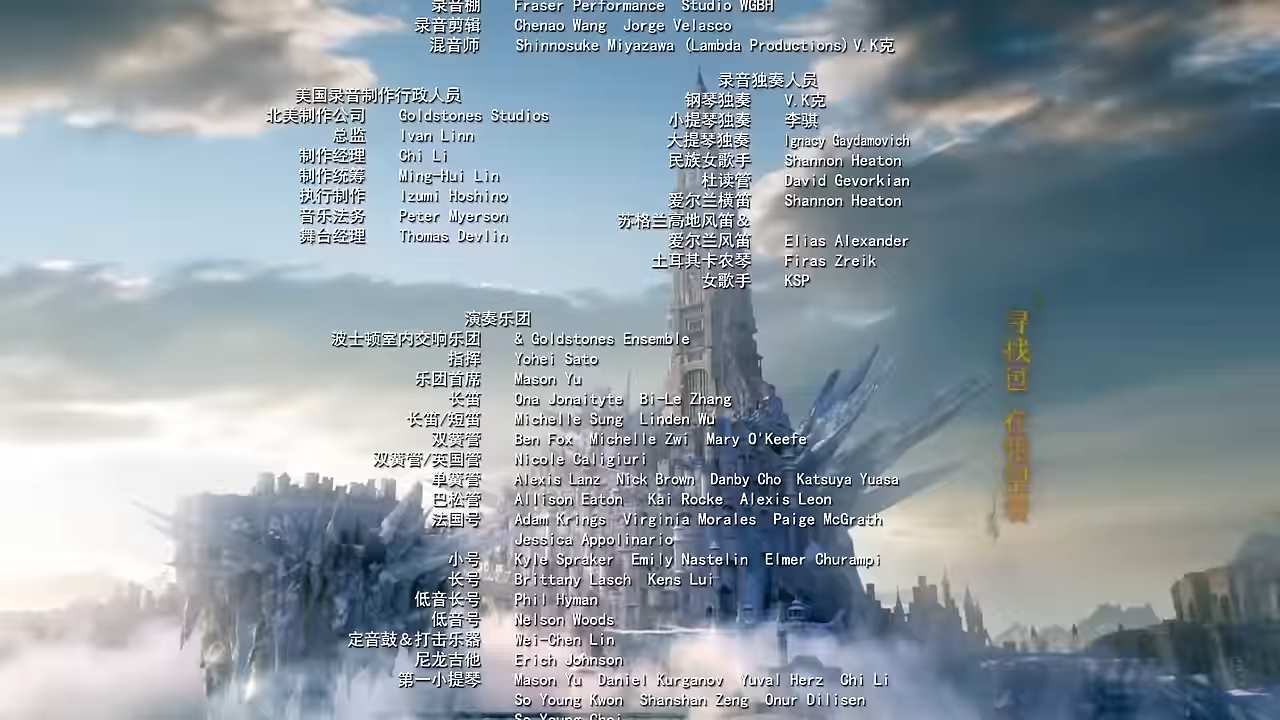 录音棚 Fraser Performance Studio WGBH
录音剪辑 Chenao Wang Jorge Velasco
混音师 Shinnosuke Miyazawa (Lambda Productions) V.K克
美国录音制作行政人员
北美制作公司 Goldstones Studios
总监 Ivan Linn
制作经理 Chi Li
制作统筹 Ming-Hui Lin
执行制作 Izumi Hoshino
音乐法务 Peter Myerson
舞台经理 Thomas Devlin
录音独奏人员
钢琴独奏 V.K克
小提琴独奏 李骐
大提琴独奏 Ignacy Gaydamovich
民族女歌手 Shannon Heaton
杜读管 David Gevorkian
爱尔兰横笛 Shannon Heaton
苏格兰高地风笛&
爱尔兰风笛 Elias Alexander
土耳其卡农琴 Firas Zreik
女歌手 KSP
演奏乐团
波士顿室内交响乐团 & Goldstones Ensemble
指挥 Yohei Sato
乐团首席 Mason Yu
长笛 Ona Jonaityte Bi-Le Zhang
长笛/短笛 Michelle Sung Linden Wu
双簧管 Ben Fox Michelle Zwi Mary O'Keefe
双簧管/英国管 Nicole Caligiuri
单簧管 Alexis Lanz Nick Brown Danby Cho Katsuya Yuasa
巴松管 Allison Eaton Kai Rocke Alexis Leon
法国号 Adam Krings Virginia Morales Paige McGrath
Jessica Appolinario
小号 Kyle Spraker Emily Nastelin Elmer Churampi
长号 Brittany Lasch Kens Lui
低音长号 Phil Hyman
低音号 Nelson Woods
定音鼓&打击乐器 Wei-Chen Lin
尼龙吉他 Erich Johnson
第一小提琴 Mason Yu Daniel Kurganov Yuval Herz Chi Li
So Young Kwon Shanshan Zeng Onur Dilisen
So Young Choi
寻找回